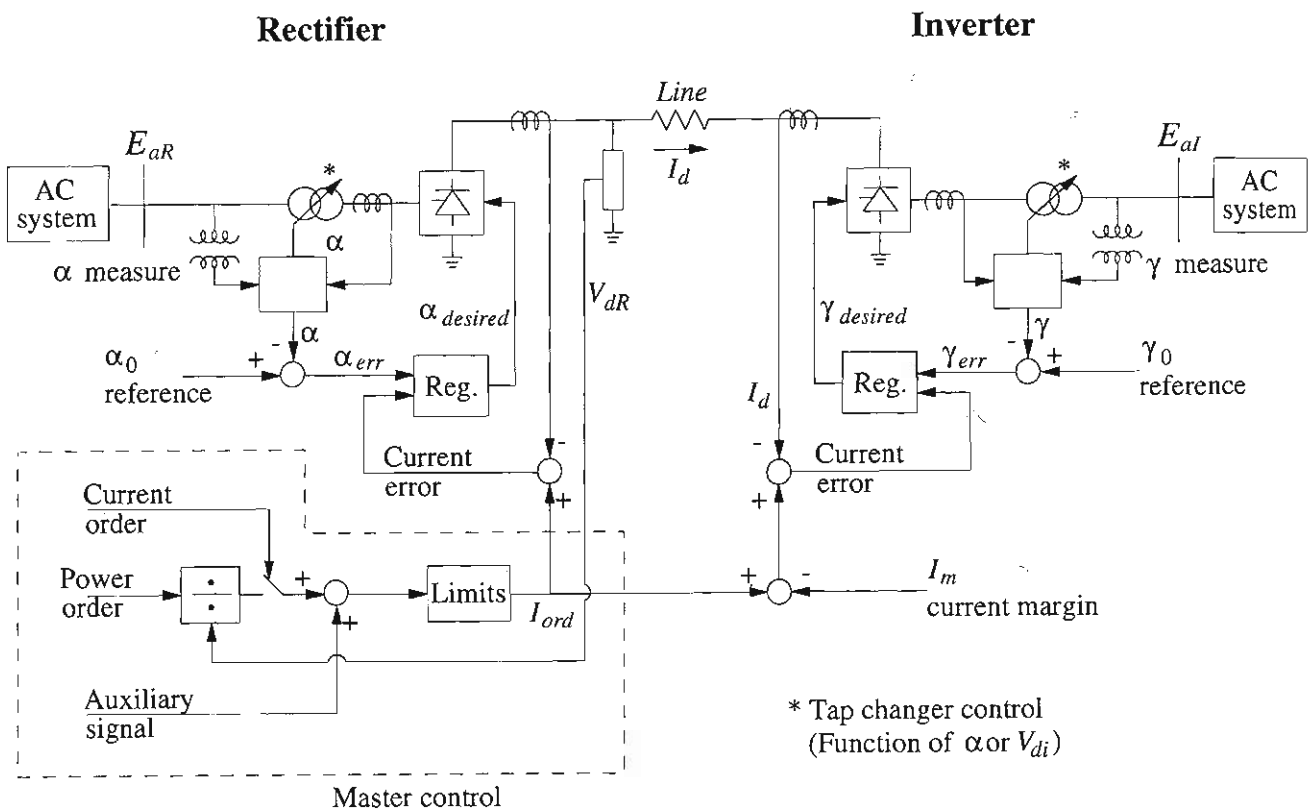 Rectifier
Inverter
Line
I_d
E_aR
E_aI
*
*
AC
system
AC
system
α
α measure
γ measure
V_dR
α_desired
γ_desired
α
γ
-
+
-
+
α_0
reference
α_err
Reg.
Reg.
γ_err
γ_0
reference
I_d
-
-
Current
error
Current
error
+
+
Current
order
Power
order
÷
+
+
Limits
I_ord
+
-
I_m
current margin
Auxiliary
signal
* Tap changer control
(Function of α or V_di)
Master control